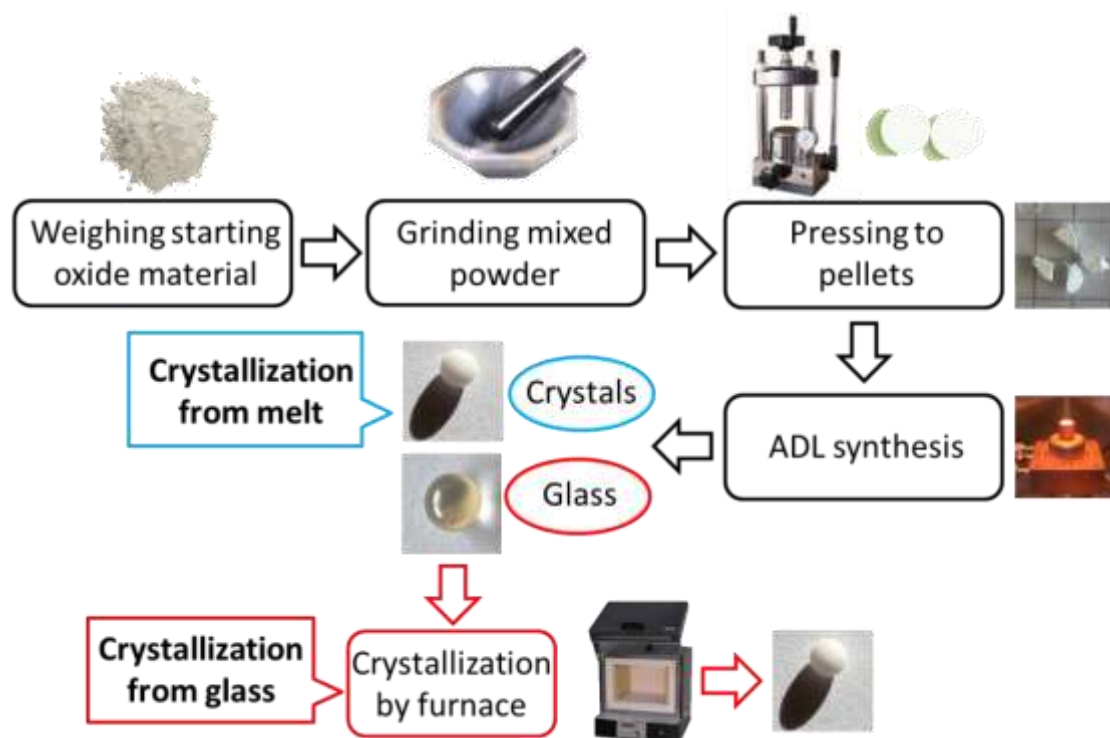 Weighing starting
oxide material
Grinding mixed
powder
Pressing to
pellets
Crystallization
from melt
Crystals
ADL synthesis
Glass
Crystallization
from glass
Crystallization
by furnace